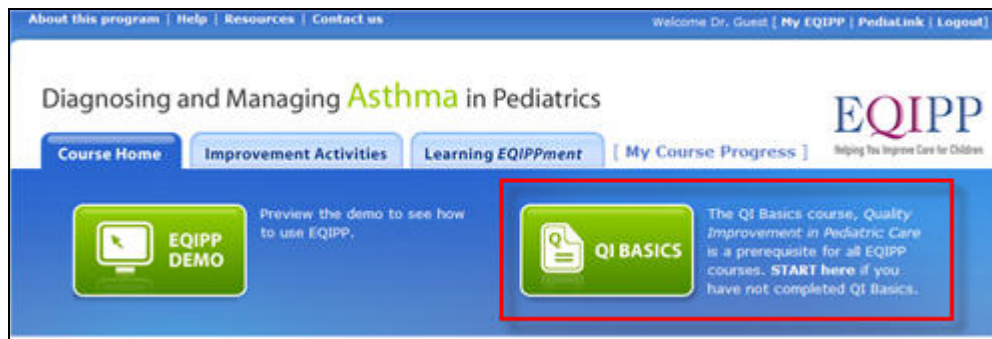 About this program | Help | Resources | Contact us
Welcome Dr. Guest [ My EQIPP | PediaLink | Logout]
Diagnosing and Managing Asthma in Pediatrics
EQIPP
Helping You Improve Care for Children
Course Home
Improvement Activities
Learning EQIPPment
[ My Course Progress ]
EQIPP
DEMO
Preview the demo to see how
to use EQIPP.
QI BASICS
The QI Basics course, Quality
Improvement in Pediatric Care
is a prerequisite for all EQIPP
courses. START here if you
have not completed QI Basics.